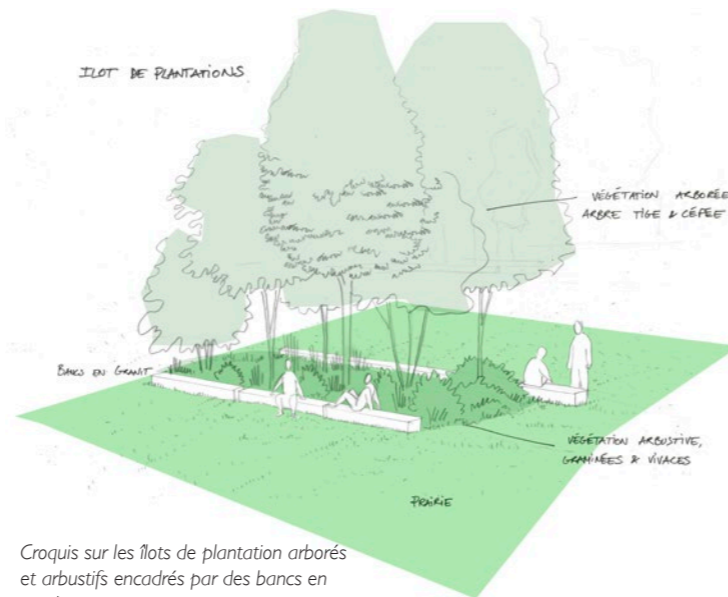 ILOT DE PLANTATIONS
VÉGÉTATION ARBORÉE
ARBRE TIGE & CÉPÉE
BANCS EN GRANIT
VÉGÉTATION ARBUSTIVE,
GRAMINÉES & VIVACES
PRAIRIE
Croquis sur les îlots de plantation arborés
et arbustifs encadrés par des bancs en